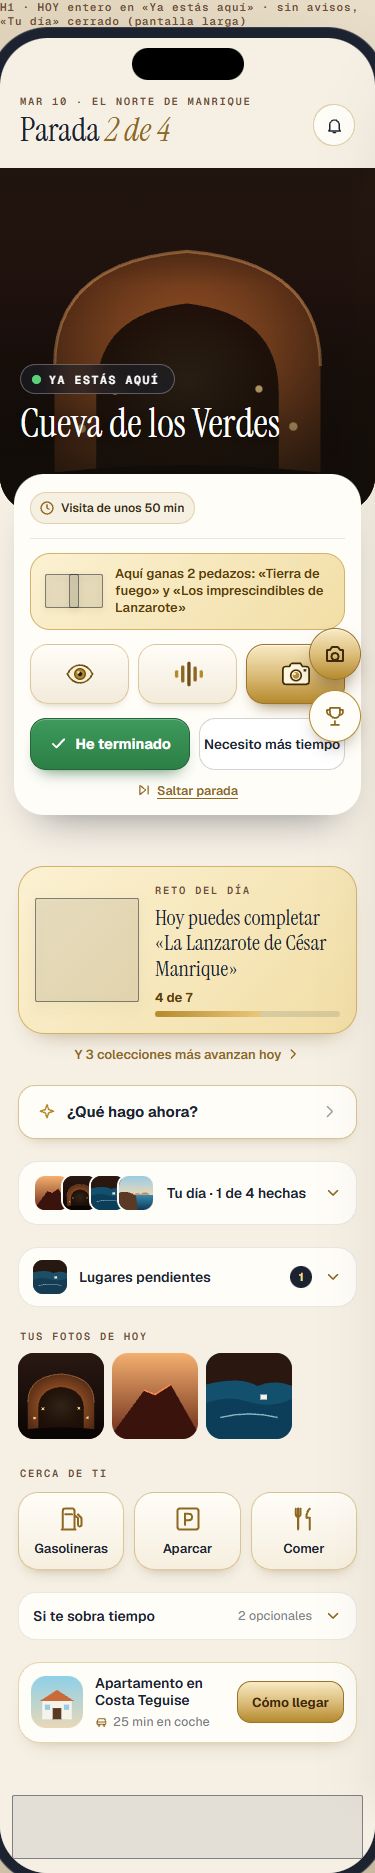 H1 · HOY entero en «Ya estás aquí» · sin avisos,
«Tu día» cerrado (pantalla larga)
MAR 10 · EL NORTE DE MANRIQUE
Parada 2 de 4
YA ESTÁS AQUÍ
Cueva de los Verdes
Visita de unos 50 min
Aquí ganas 2 pedazos: «Tierra de
fuego» y «Los imprescindibles de
Lanzarote»
He terminado
Necesito más tiempo
Saltar parada
RETO DEL DÍA
Hoy puedes completar
«La Lanzarote de César
Manrique»
4 de 7
Y 3 colecciones más avanzan hoy
¿Qué hago ahora?
Tu día · 1 de 4 hechas
Lugares pendientes
1
TUS FOTOS DE HOY
CERCA DE TI
P
Gasolineras
Aparcar
Comer
Si te sobra tiempo
2 opcionales
Apartamento en
Costa Teguise
25 min en coche
Cómo llegar